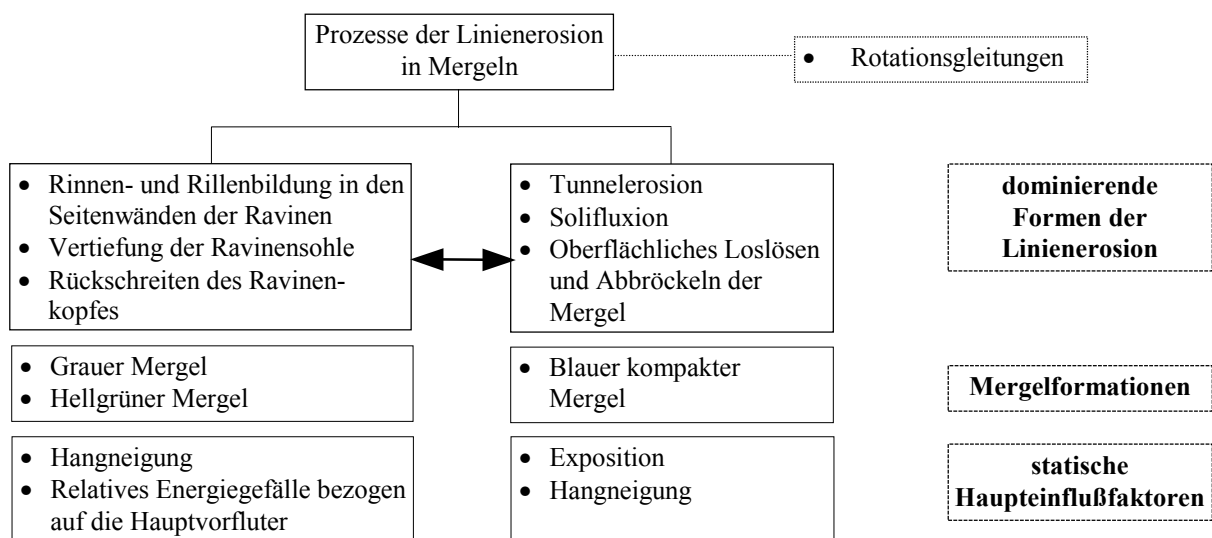 Prozesse der Linienerosion
in Mergeln
• Rotationsgleitungen
• Rinnen- und Rillenbildung in den
Seitenwänden der Ravinen
• Vertiefung der Ravinensohle
• Rückschreiten des Ravinen-
kopfes
• Tunnelerosion
• Solifluxion
• Oberflächliches Loslösen
und Abbröckeln der
Mergel
dominierende
Formen der
Linienerosion
• Grauer Mergel
• Hellgrüner Mergel
• Blauer kompakter
Mergel
Mergelformationen
• Hangneigung
• Relatives Energiegefälle bezogen
auf die Hauptvorfluter
• Exposition
• Hangneigung
statische
Haupteinflußfaktoren